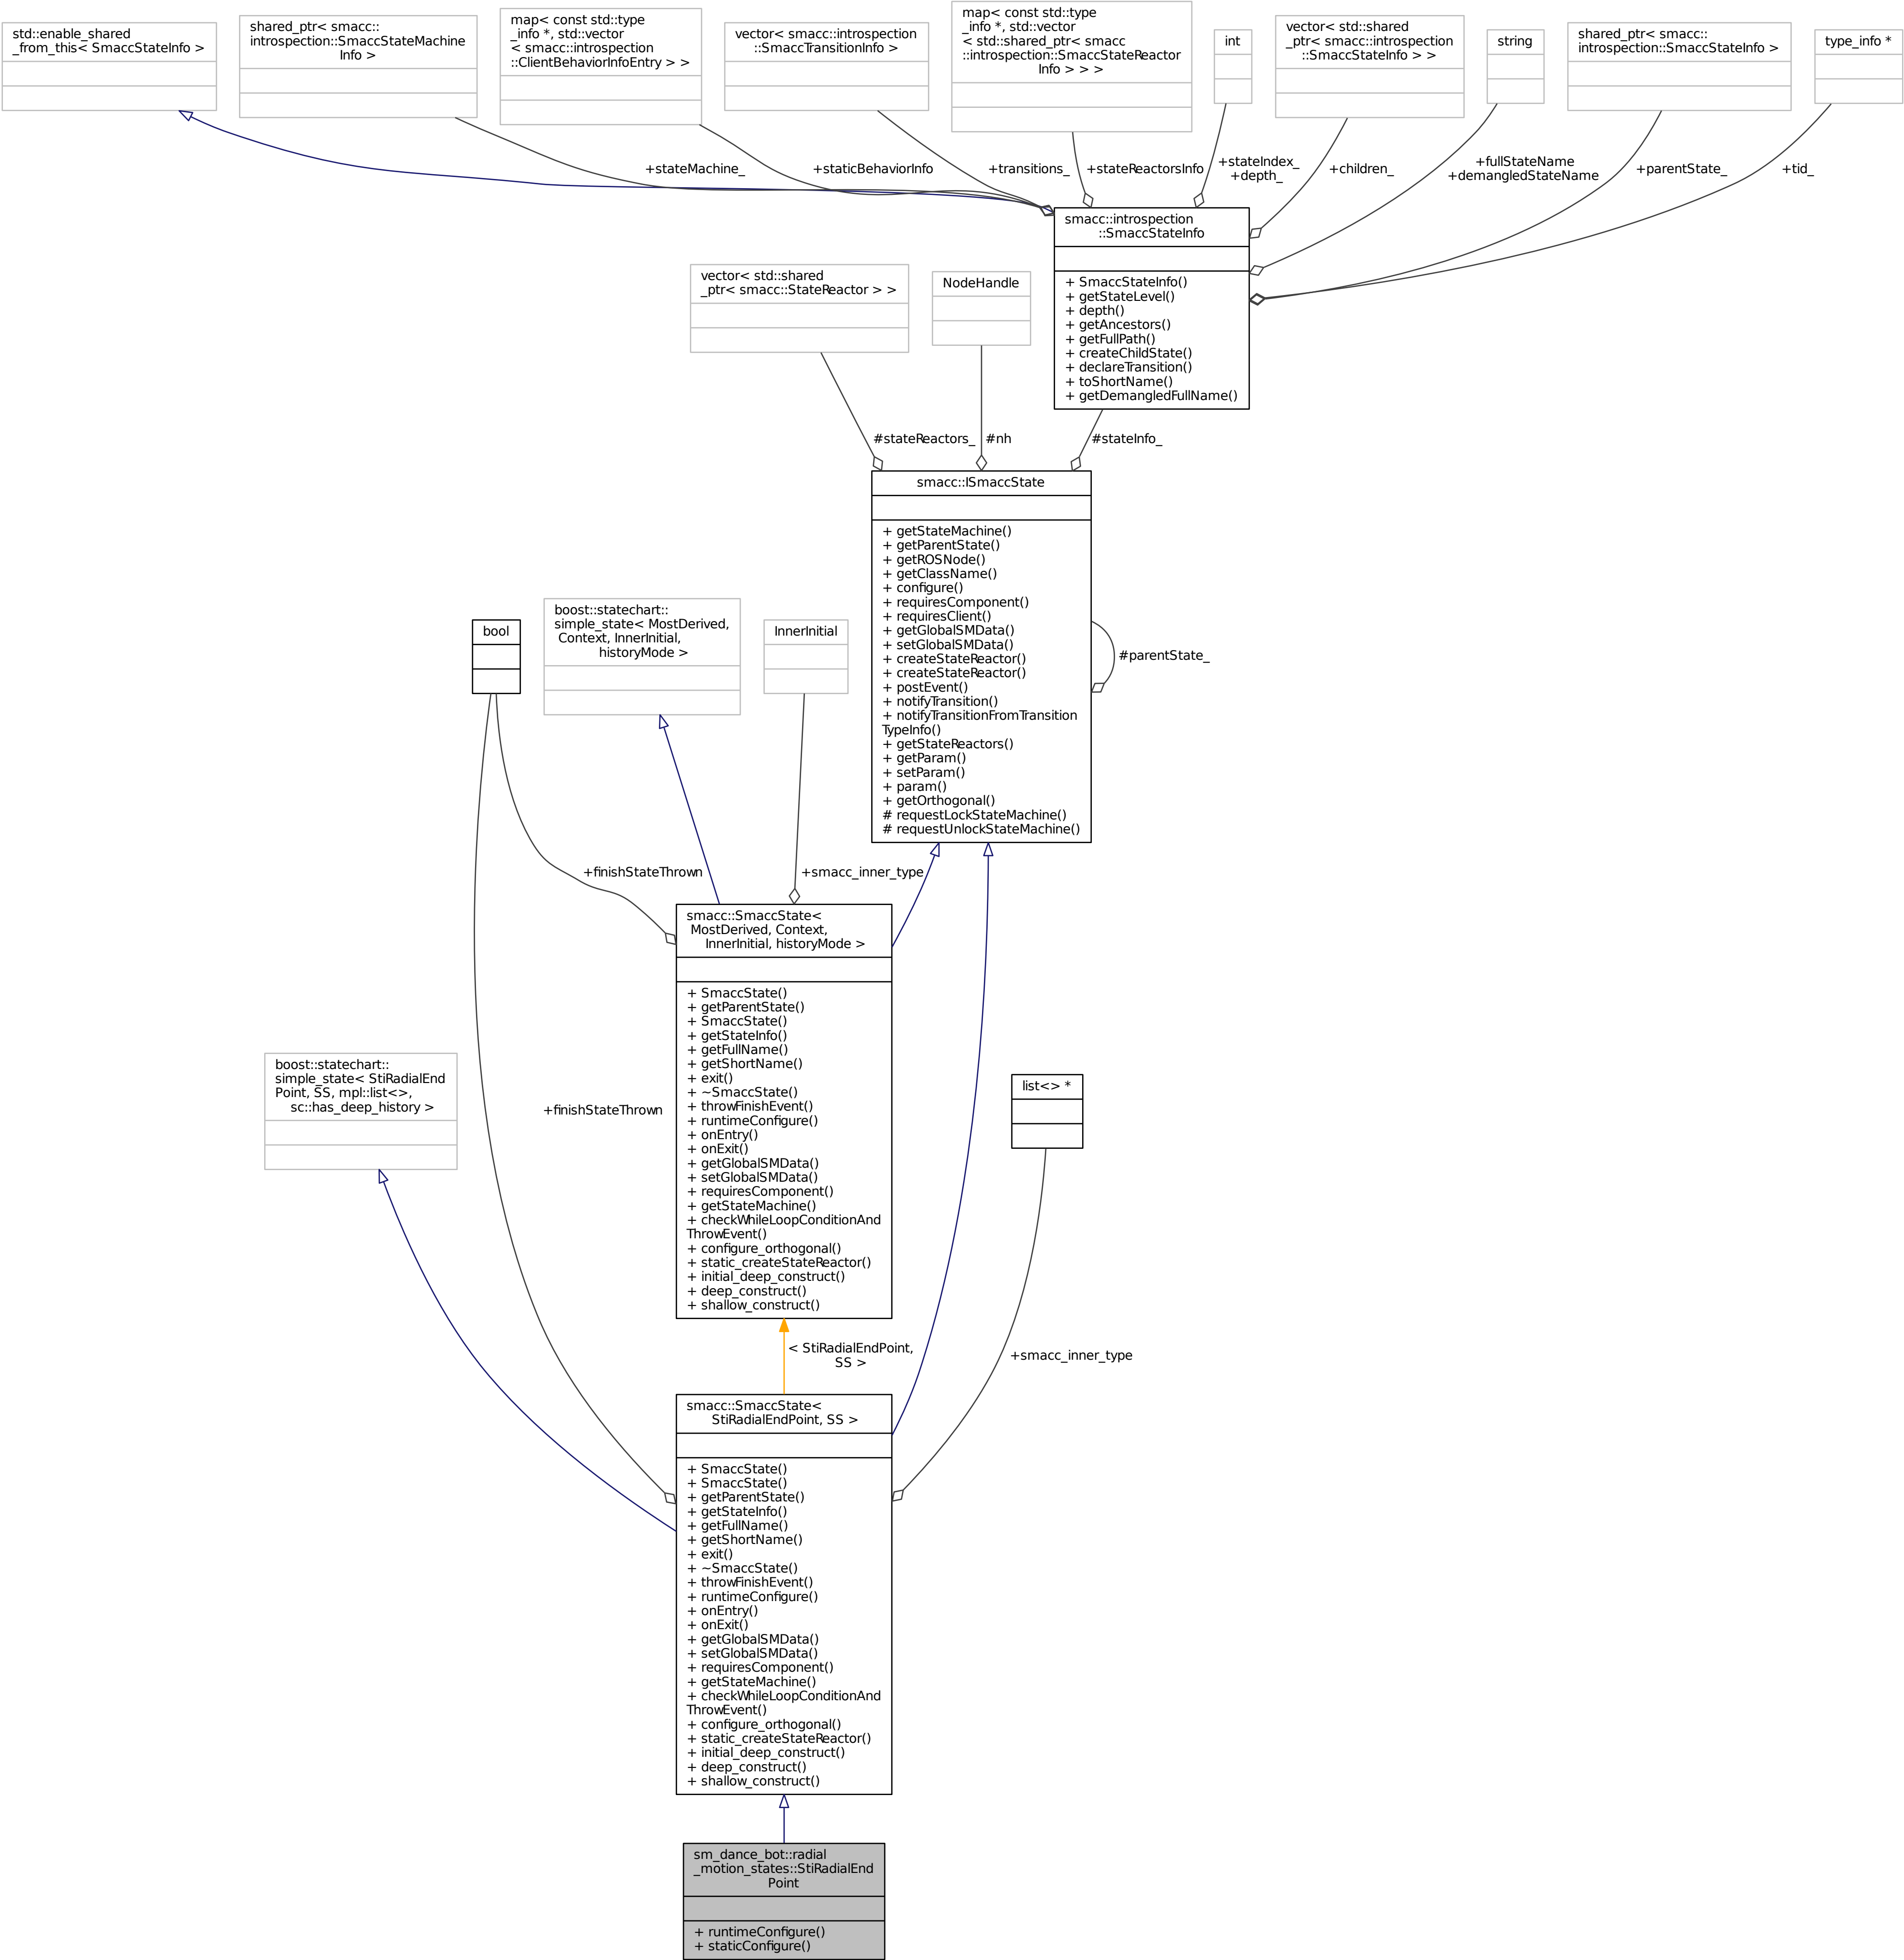 std::enable_shared
_from_this< SmaccStateInfo >
shared_ptr< smacc::
introspection::SmaccStateMachine
Info >
map< const std::type
_info *, std::vector
< smacc::introspection
::ClientBehaviorInfoEntry > >
vector< smacc::introspection
::SmaccTransitionInfo >
map< const std::type
_info *, std::vector
< std::shared_ptr< smacc
::introspection::SmaccStateReactor
Info > > >
int
vector< std::shared
_ptr< smacc::introspection
::SmaccStateInfo > >
string
shared_ptr< smacc::
introspection::SmaccStateInfo >
type_info *
+stateMachine_
+staticBehaviorInfo
+transitions_
+stateReactorsInfo
+stateIndex_
+depth_
+children_
+fullStateName
+demangledStateName
+parentState_
+tid_
smacc::introspection
::SmaccStateInfo
+ SmaccStateInfo()
+ getStateLevel()
+ depth()
+ getAncestors()
+ getFullPath()
+ createChildState()
+ declareTransition()
+ toShortName()
+ getDemangledFullName()
vector< std::shared
_ptr< smacc::StateReactor > >
NodeHandle
#stateReactors_
#nh
#stateInfo_
smacc::ISmaccState
+ getStateMachine()
+ getParentState()
+ getROSNode()
+ getClassName()
+ configure()
+ requiresComponent()
+ requiresClient()
+ getGlobalSMData()
+ setGlobalSMData()
+ createStateReactor()
+ createStateReactor()
+ postEvent()
+ notifyTransition()
+ notifyTransitionFromTransition
TypeInfo()
+ getStateReactors()
+ getParam()
+ setParam()
+ param()
+ getOrthogonal()
# requestLockStateMachine()
# requestUnlockStateMachine()
#parentState_
bool
boost::statechart::
simple_state< MostDerived,
Context, InnerInitial,
historyMode >
InnerInitial
+finishStateThrown
+smacc_inner_type
smacc::SmaccState<
MostDerived, Context,
InnerInitial, historyMode >
+ SmaccState()
+ getParentState()
+ SmaccState()
+ getStateInfo()
+ getFullName()
+ getShortName()
+ exit()
+ ~SmaccState()
+ throwFinishEvent()
+ runtimeConfigure()
+ onEntry()
+ onExit()
+ getGlobalSMData()
+ setGlobalSMData()
+ requiresComponent()
+ getStateMachine()
+ checkWhileLoopConditionAnd
ThrowEvent()
+ configure_orthogonal()
+ static_createStateReactor()
+ initial_deep_construct()
+ deep_construct()
+ shallow_construct()
boost::statechart::
simple_state< StiRadialEnd
Point, SS, mpl::list<>,
sc::has_deep_history >
+finishStateThrown
list<> *
< StiRadialEndPoint,
SS >
+smacc_inner_type
smacc::SmaccState<
StiRadialEndPoint, SS >
+ SmaccState()
+ SmaccState()
+ getParentState()
+ getStateInfo()
+ getFullName()
+ getShortName()
+ exit()
+ ~SmaccState()
+ throwFinishEvent()
+ runtimeConfigure()
+ onEntry()
+ onExit()
+ getGlobalSMData()
+ setGlobalSMData()
+ requiresComponent()
+ getStateMachine()
+ checkWhileLoopConditionAnd
ThrowEvent()
+ configure_orthogonal()
+ static_createStateReactor()
+ initial_deep_construct()
+ deep_construct()
+ shallow_construct()
sm_dance_bot::radial
_motion_states::StiRadialEnd
Point
+ runtimeConfigure()
+ staticConfigure()